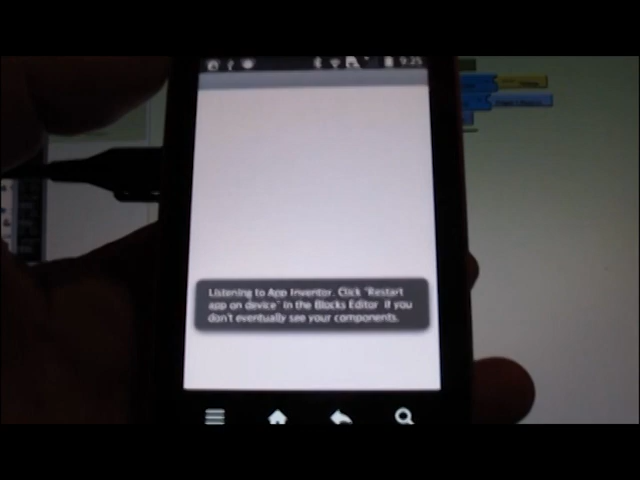 9:25
Listening to App Inventor. Click "Restart
app on device" in the Blocks Editor if you
don't eventually see your components.